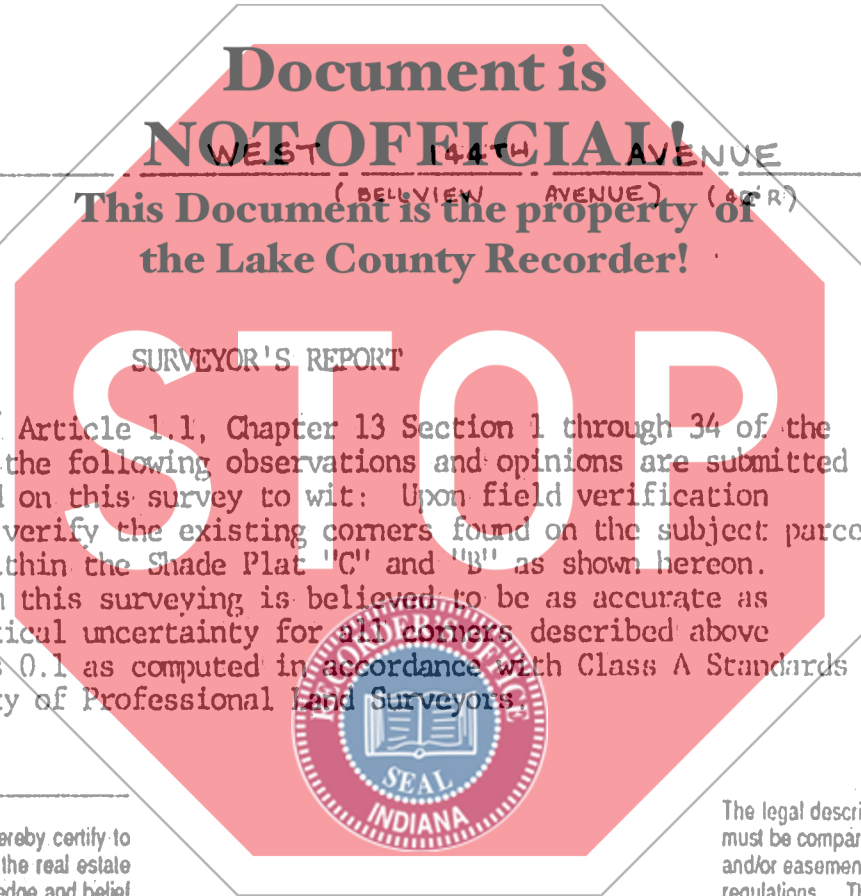 Document is
NOT OFFICIAL!
WEST 144TH AVENUE
(BELLVIEW AVENUE) (40'R)
This Document is the property of
the Lake County Recorder!
STOP
SURVEYOR'S REPORT
Article 1.1, Chapter 13 Section 1 through 34 of the
the following observations and opinions are submitted
on this survey to wit: Upon field verification
verify the existing corners found on the subject parce
thin the Shade Plat "C" and "B" as shown hereon.
this surveying is believed to be as accurate as
tical uncertainty for all corners described above
0.1 as computed in accordance with Class A Standards
y of Professional Land Surveyors.
RECORDER'S OFFICE
SEAL
INDIANA
ereby certify to
the real estate
edge and belief
The legal descri
must be compar
and/or easemen
regulations. Th